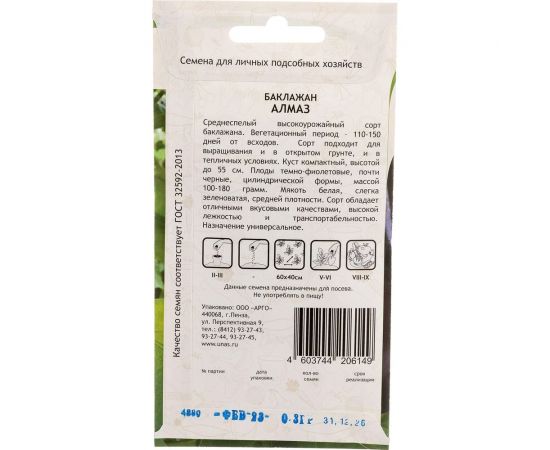 Семена для личных подсобных хозяйств
БАКЛАЖАН
АЛМАЗ
Среднеспелый высокоурожайный сорт
баклажана. Вегетационный период - 110-150
дней от всходов. Сорт подходит для
выращивания и в открытом грунте, и в
тепличных условиях. Куст компактный, высотой
до 55 см. Плоды темно-фиолетовые, почти
черные, цилиндрической формы, массой
100-180 грамм. Мякоть белая, слегка
зеленоватая, средней плотности. Сорт обладает
отличными вкусовыми качествами, высокой
лежкостью и транспортабельностью.
Назначение универсальное.
II-III - 60х40см V-VI VIII-IX
Данные семена предназначены для посева.
Не употреблять в пищу!
Упаковано: ООО «АРГО»
440068, г.Пенза,
ул. Перспективная 9,
тел.: (8412) 93-27-43,
93-27-44, 93-27-45,
www.unas.ru
4 603744 206149
№ партии дата упаковки кол-во семян срок реализации
4880 -ФЕВ-23- 0.3Гг 31.12.26
Качество семян соответствует ГОСТ 32592-2013